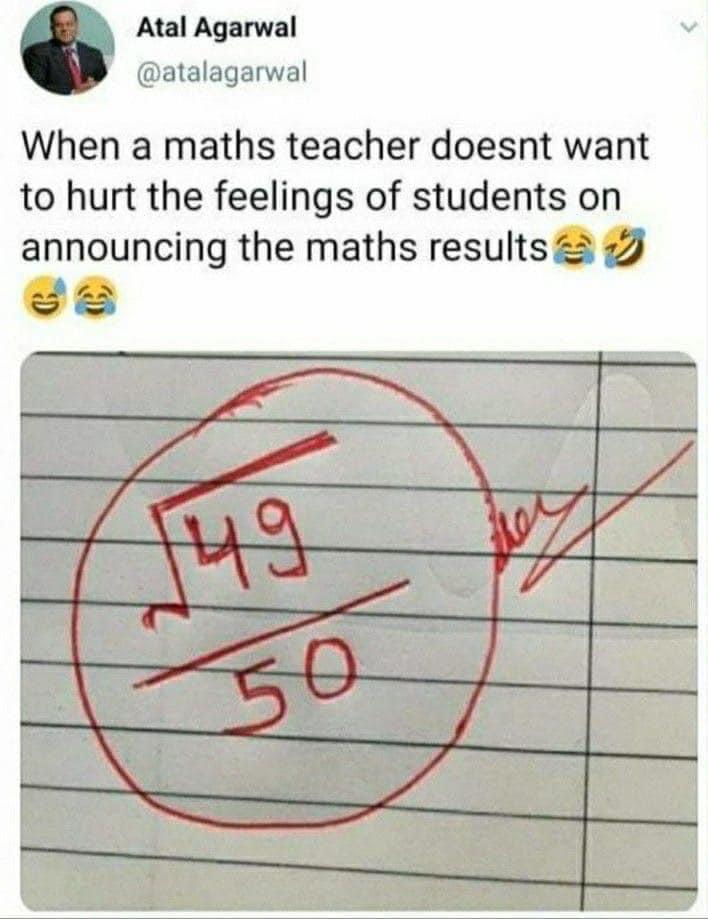 Atal Agarwal
@atalagarwal
When a maths teacher doesnt want
to hurt the feelings of students on
announcing the maths results😂🤣
😅😂
√49
50